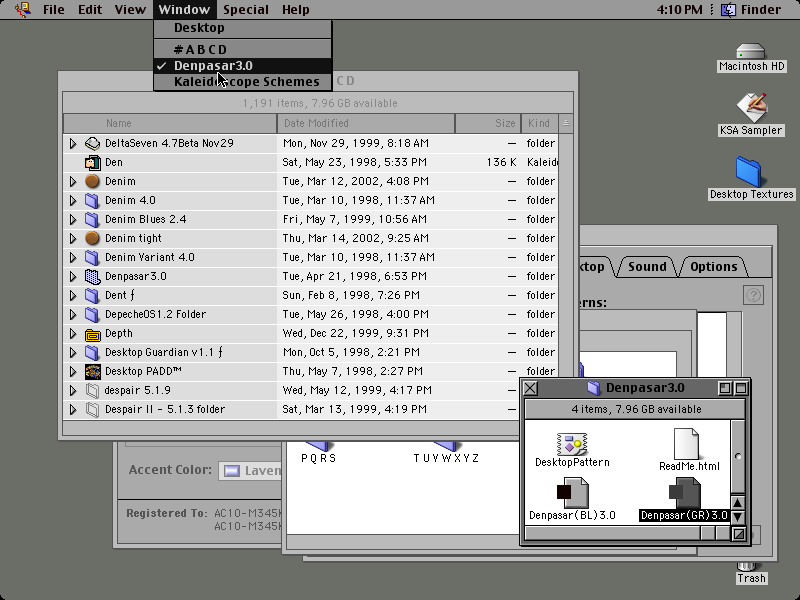 File Edit View Window Special Help 4:10 PM Finder
Desktop
#ABCD
✓ Denpasar3.0
Kaleidoscope Schemes
CD
1,191 items, 7.96 GB available
Name Date Modified Size Kind
DeltaSeven 4.7Beta Nov29 Mon, Nov 29, 1999, 8:18 AM — folder
Den Sat, May 23, 1998, 5:33 PM 136 K Kaleid
Denim Tue, Mar 12, 2002, 4:08 PM — folder
Denim 4.0 Tue, Mar 10, 1998, 11:37 AM — folder
Denim Blues 2.4 Fri, May 7, 1999, 10:56 AM — folder
Denim tight Thu, Mar 14, 2002, 9:25 AM — folder
Denim Variant 4.0 Tue, Mar 10, 1998, 11:37 AM — folder
Denpasar3.0 Tue, Apr 21, 1998, 6:53 PM — folder
Dent ƒ Sun, Feb 8, 1998, 7:26 PM — folder
DepecheOS1.2 Folder Tue, May 26, 1998, 4:00 PM — folder
Depth Wed, Dec 22, 1999, 9:31 PM — folder
Desktop Guardian v1.1 ƒ Mon, Oct 5, 1998, 2:21 PM — folder
Desktop PADD™ Thu, May 7, 1998, 2:27 PM — folder
despair 5.1.9 Wed, May 12, 1999, 4:17 PM — folder
Despair II - 5.1.3 folder Sat, Mar 13, 1999, 4:19 PM — folder
Macintosh HD
KSA Sampler
Desktop Textures
ktop Sound Options
rns:
?
Denpasar3.0
4 items, 7.96 GB available
DesktopPattern
ReadMe.html
Denpasar(BL)3.0
Denpasar(GR)3.0
PQRS
TUVWXYZ
Accent Color: Laven
Registered To: AC10-M345K
AC10-M345K
Trash